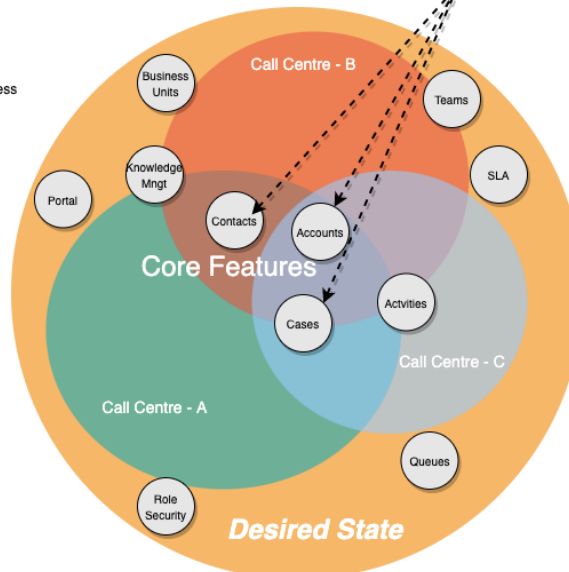 Call Centre - B
Business
Units
ess
Teams
Knowledge
Mngt
SLA
Portal
Contacts
Accounts
Core Features
Actvities
Cases
Call Centre - C
Call Centre - A
Queues
Role
Security
Desired State